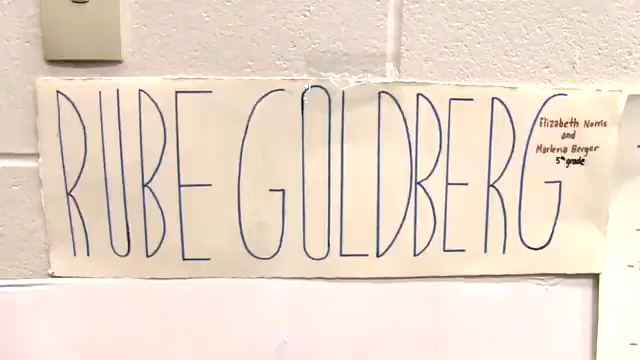 RUBE GOLDBERG
Elizabeth Norris
and
Marlena Berger
5th grade